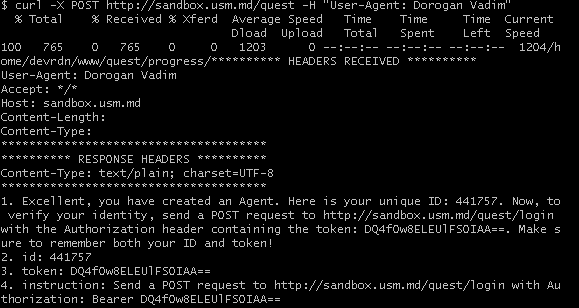 $ curl -X POST http://sandbox.usm.md/quest -H "User-Agent: Dorogan Vadim"
% Total % Received % Xferd Average Speed Time Time Time Current
Dload Upload Total Spent Left Speed
100 765 0 765 0 0 1203 0 --:--:-- --:--:-- --:--:-- 1204/h
ome/devrdn/www/quest/progress/********** HEADERS RECEIVED **********
User-Agent: Dorogan Vadim
Accept: */*
Host: sandbox.usm.md
Content-Length:
Content-Type:
************************************
********** RESPONSE HEADERS **********
Content-Type: text/plain; charset=UTF-8
************************************
1. Excellent, you have created an Agent. Here is your unique ID: 441757. Now, to
verify your identity, send a POST request to http://sandbox.usm.md/quest/login
with the Authorization header containing the token: DQ4fOw8ELEUlFSOIAA==. Make s
ure to remember both your ID and token!
2. id: 441757
3. token: DQ4fOw8ELEUlFSOIAA==
4. instruction: Send a POST request to http://sandbox.usm.md/quest/login with Au
thorization: Bearer DQ4fOw8ELEUlFSOIAA==